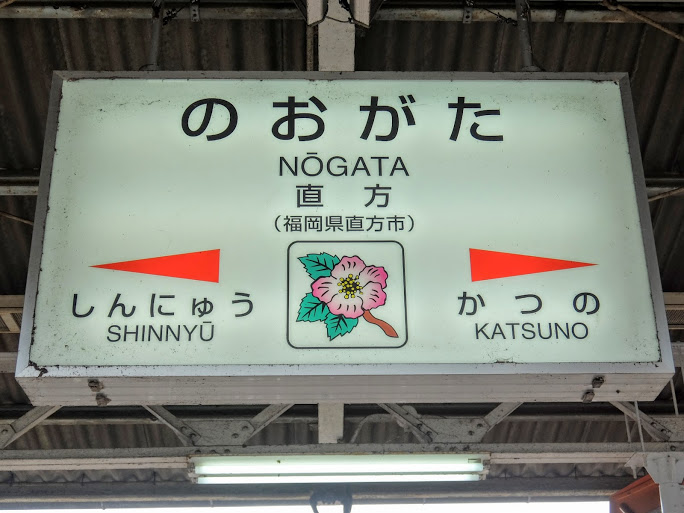 のおがた
NŌGATA
直方
(福岡県直方市)
しんにゅう
SHINNYŪ
かつの
KATSUNO